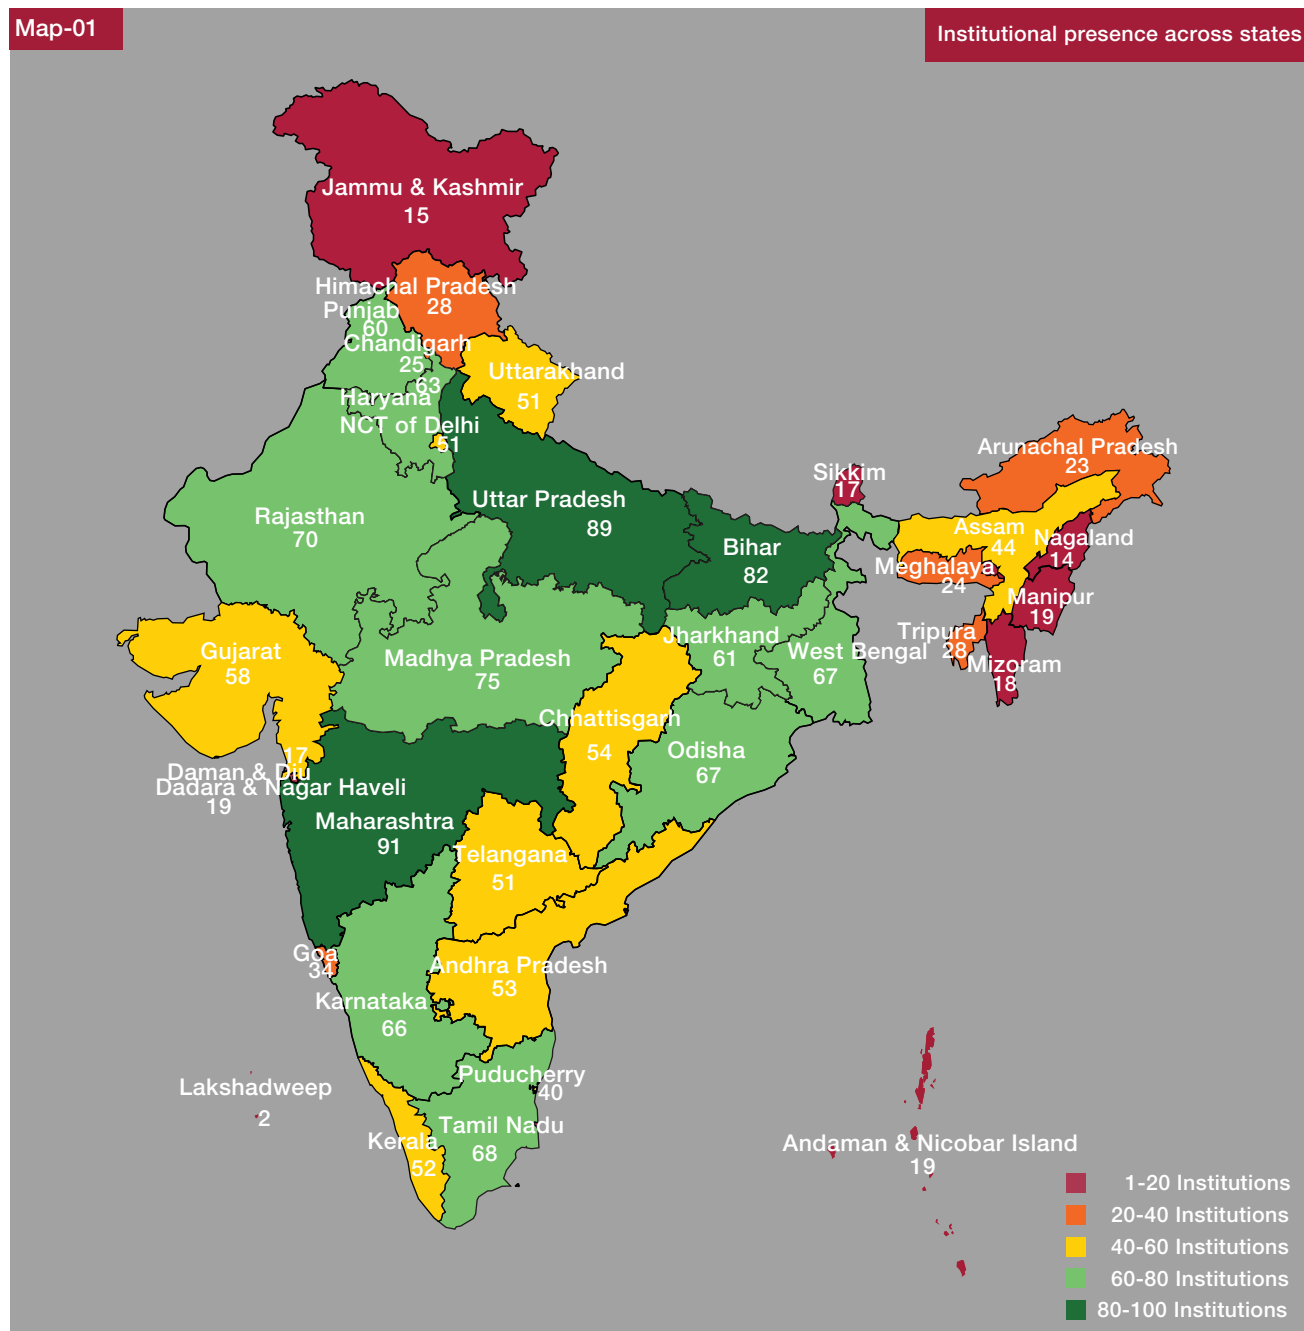 Map-01
Institutional presence across states
Jammu & Kashmir
15
Himachal Pradesh
28
Punjab
60
Chandigarh
25
63
Haryana
NCT of Delhi
51
Uttarakhand
51
Arunachal Pradesh
23
Sikkim
17
Uttar Pradesh
89
Rajasthan
70
Bihar
82
Assam
44
Nagaland
14
Meghalaya
24
Manipur
19
Tripura
28
Mizoram
18
Jharkhand
61
West Bengal
67
Gujarat
58
Madhya Pradesh
75
Chhattisgarh
54
Odisha
67
17
Daman & Diu
Dadara & Nagar Haveli
19
Maharashtra
91
Telangana
51
Goa
34
Andhra Pradesh
53
Karnataka
66
Puducherry
40
Lakshadweep
2
Tamil Nadu
68
Kerala
52
Andaman & Nicobar Island
19
1-20 Institutions
20-40 Institutions
40-60 Institutions
60-80 Institutions
80-100 Institutions